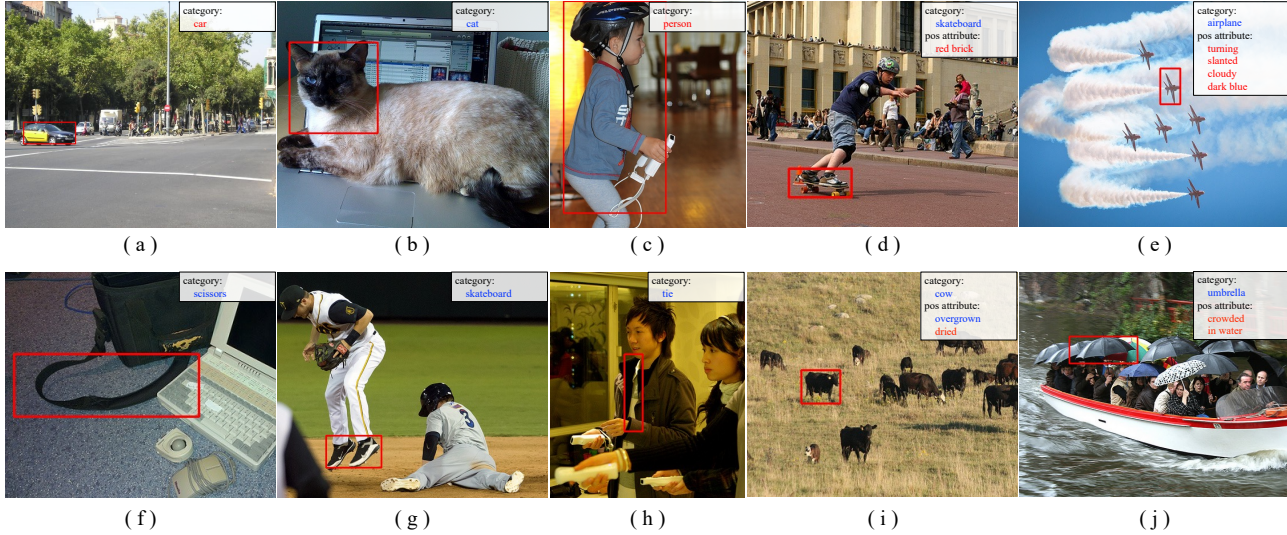 category:
car
category:
cat
category:
person
category:
skateboard
pos attribute:
red brick
category:
airplane
pos attribute:
turning
slanted
cloudy
dark blue
( a )
( b )
( c )
( d )
( e )
category:
scissors
category:
skateboard
3
category:
tie
category:
cow
pos attribute:
overgrown
dried
category:
umbrella
pos attribute:
crowded
in water
( f )
( g )
( h )
( i )
( j )